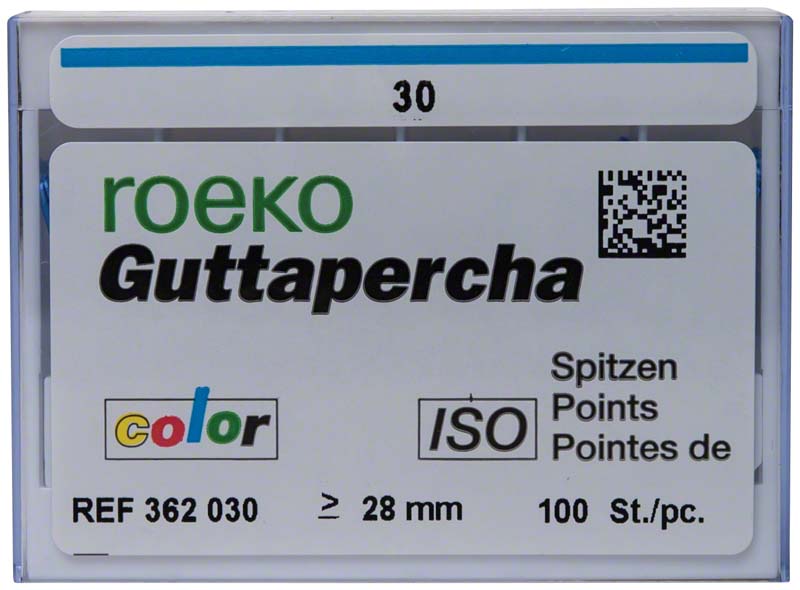 30
roeko
Guttapercha
color
ISO
Spitzen
Points
Pointes de
REF 362 030 ≥ 28 mm 100 St./pc.